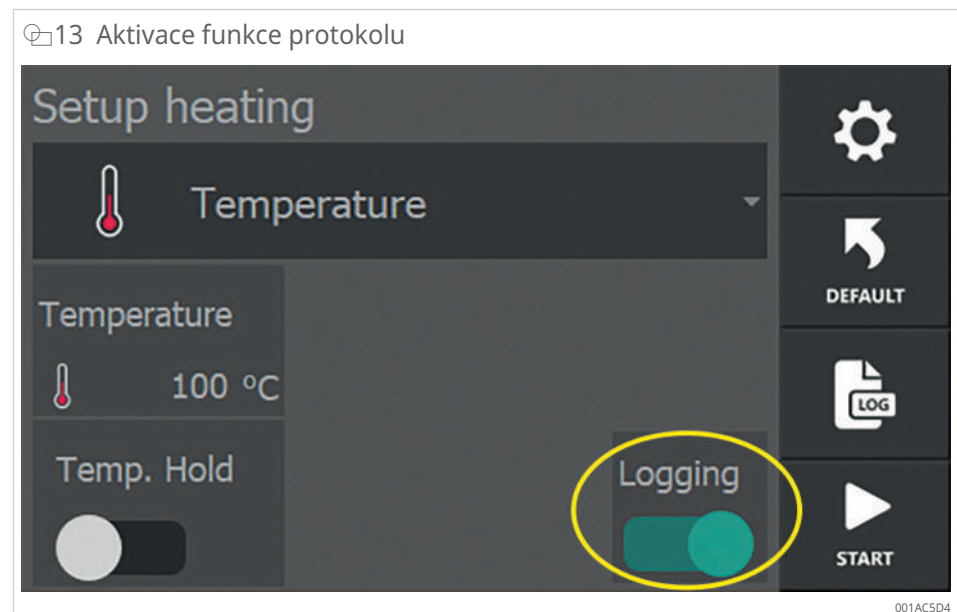 13 Aktivace funkce protokolu
Setup heating
Temperature
Temperature
100 °C
Temp. Hold
Logging
DEFAULT
LOG
START
001AC5D4